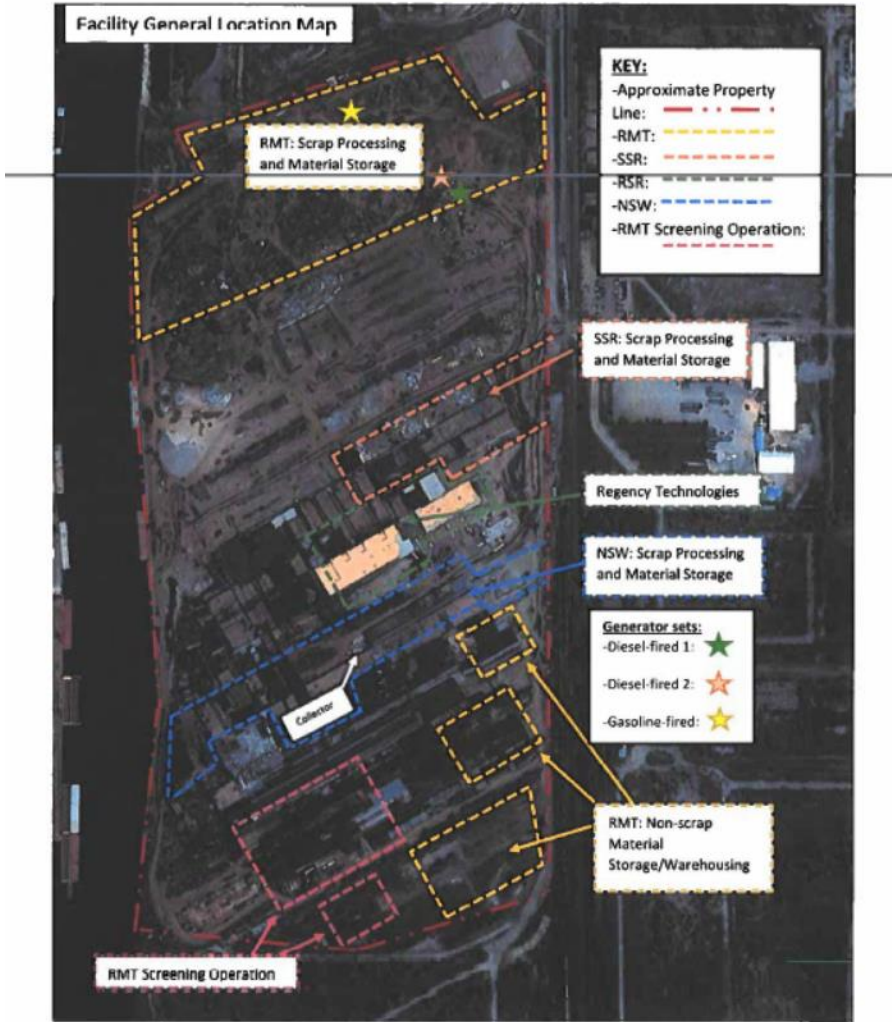 Facility General Location Map
KEY:
-Approximate Property
Line:
-RMT:
-SSR:
-RSR:
-NSW:
-RMT Screening Operation:
RMT: Scrap Processing
and Material Storage
SSR: Scrap Processing
and Material Storage
Regency Technologies
NSW: Scrap Processing
and Material Storage
Generator sets:
-Diesel-fired 1:
-Diesel-fired 2:
-Gasoline-fired:
Collector
RMT: Non-scrap
Material
Storage/Warehousing
RMT Screening Operation